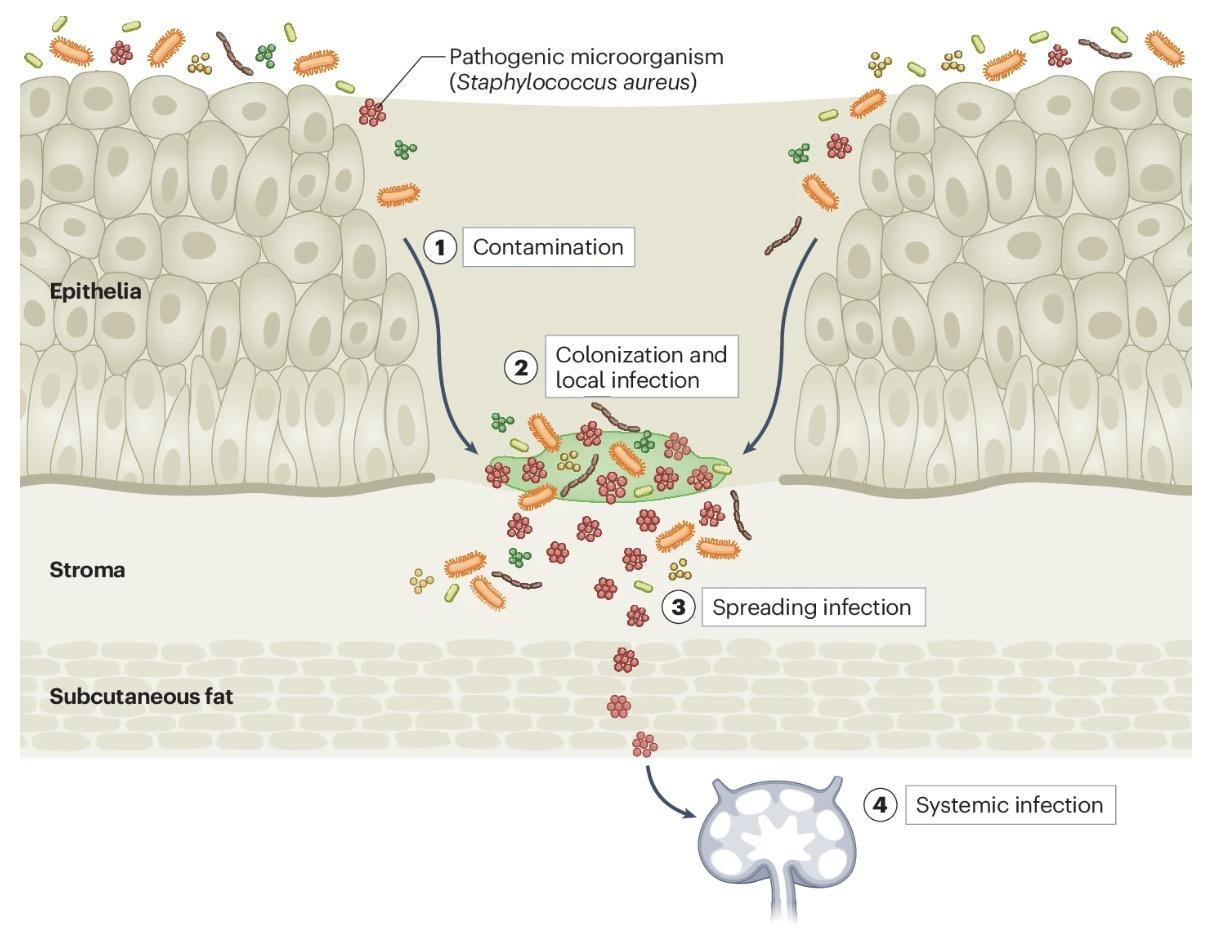 Pathogenic microorganism
(Staphylococcus aureus)
1 Contamination
Epithelia
2 Colonization and
local infection
Stroma
3 Spreading infection
Subcutaneous fat
4 Systemic infection